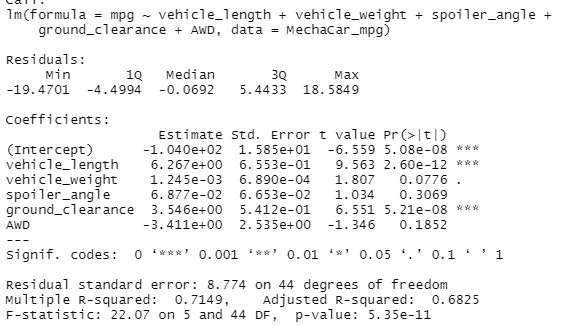 Call:
lm(formula = mpg ~ vehicle_length + vehicle_weight + spoiler_angle +
    ground_clearance + AWD, data = MechaCar_mpg)

Residuals:
     Min       1Q   Median       3Q      Max
-19.4701  -4.4994  -0.0692   5.4433  18.5849

Coefficients:
                   Estimate Std. Error t value Pr(>|t|)
(Intercept)      -1.040e+02  1.585e+01  -6.559 5.08e-08 ***
vehicle_length    6.267e+00  6.553e-01   9.563 2.60e-12 ***
vehicle_weight    1.245e-03  6.890e-04   1.807   0.0776 .
spoiler_angle     6.877e-02  6.653e-02   1.034   0.3069
ground_clearance  3.546e+00  5.412e-01   6.551 5.21e-08 ***
AWD              -3.411e+00  2.535e+00  -1.346   0.1852
---
Signif. codes:  0 ‘***’ 0.001 ‘**’ 0.01 ‘*’ 0.05 ‘.’ 0.1 ‘ ’ 1

Residual standard error: 8.774 on 44 degrees of freedom
Multiple R-squared:  0.7149,    Adjusted R-squared:  0.6825
F-statistic: 22.07 on 5 and 44 DF,  p-value: 5.35e-11